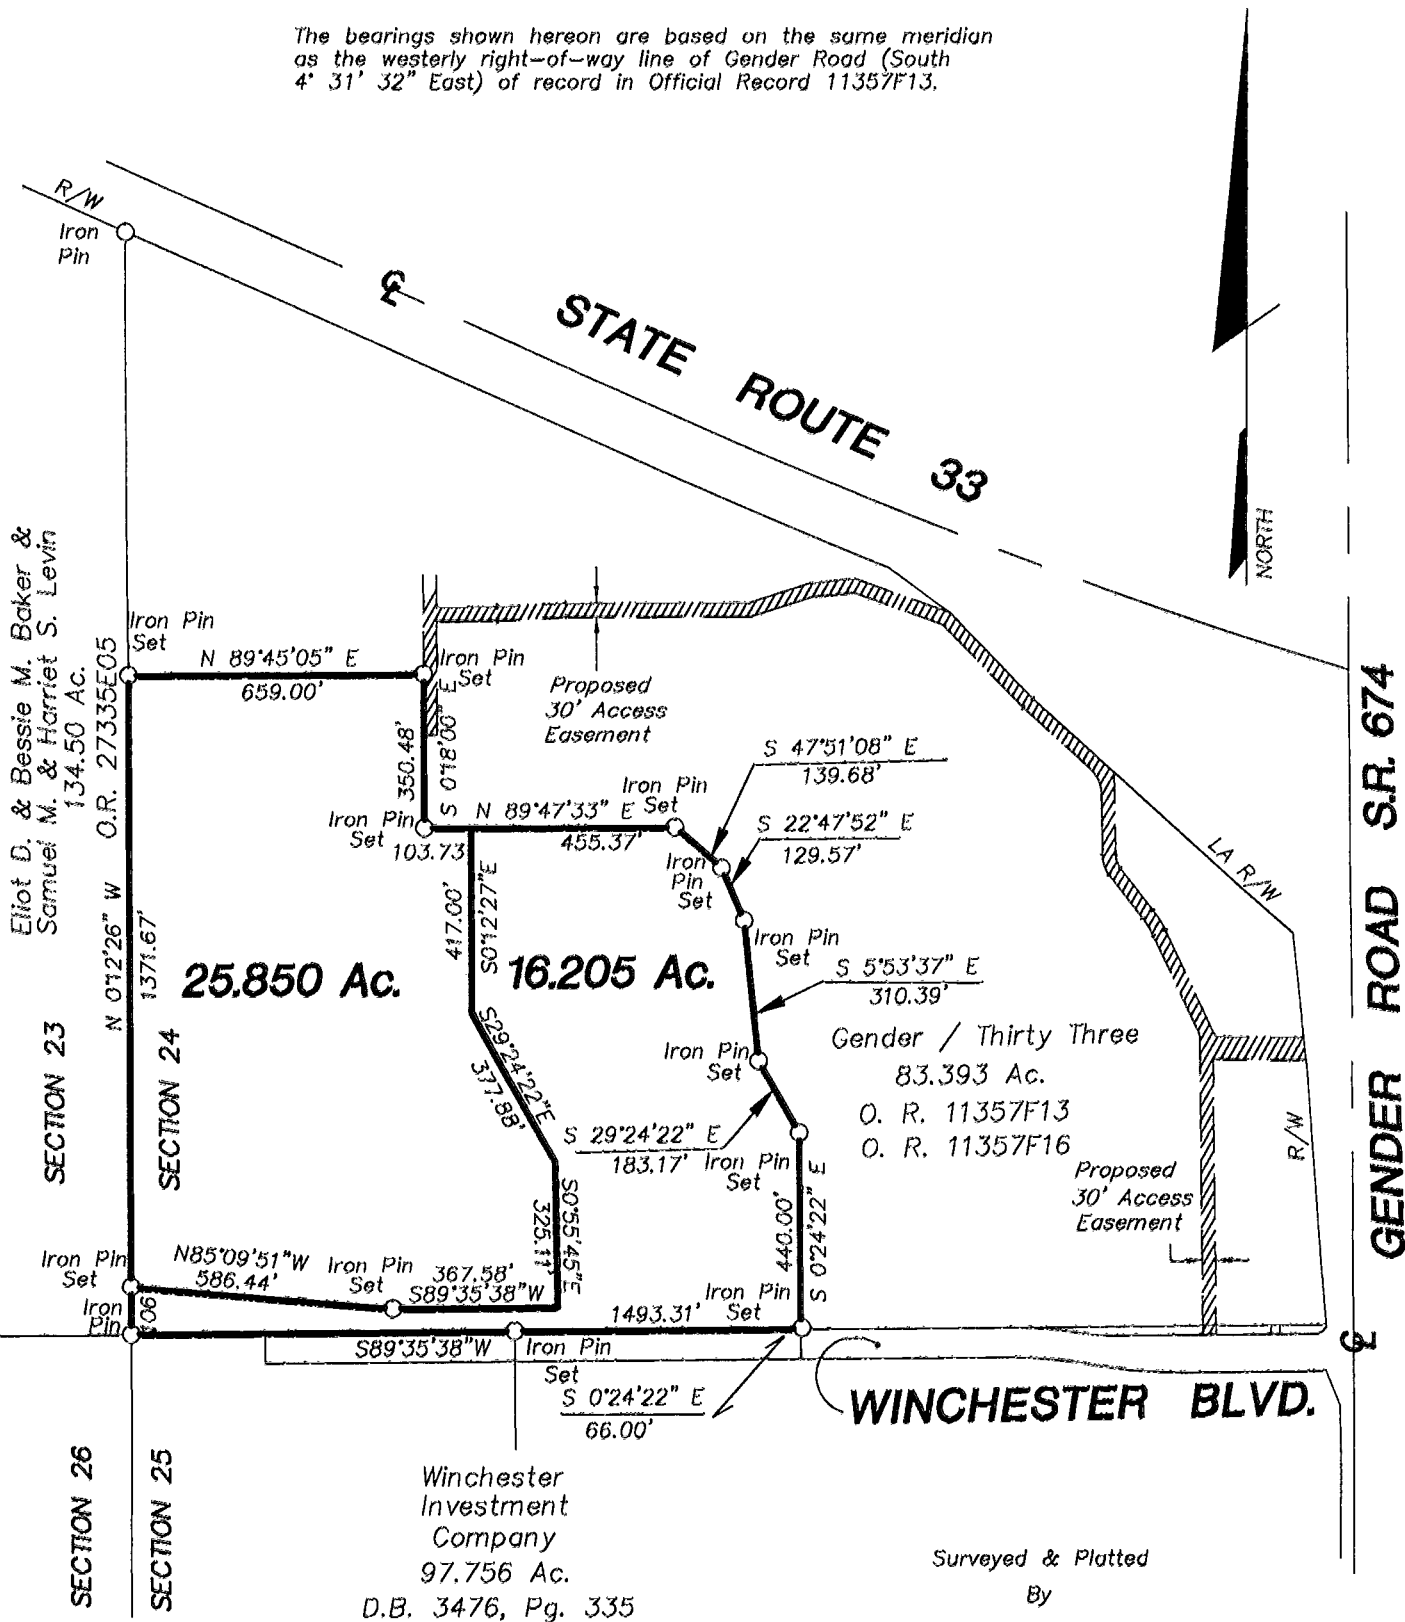 The bearings shown hereon are based on the same meridian
as the westerly right-of-way line of Gender Road (South
4° 31' 32" East) of record in Official Record 11357F13.
R/W
Iron
Pin
℄
STATE ROUTE 33
NORTH
Eliot D. & Bessie M. Baker &
Samuel M. & Harriet S. Levin
134.50 Ac.
O.R. 27335E05
Iron Pin
Set
N 89°45'05" E
659.00'
Iron Pin
Set
Proposed
30' Access
Easement
350.48'
S 0°18'00" E
S 47°51'08" E
139.68'
Iron Pin
Set
N 89°47'33" E
455.37'
Iron Pin
Set
103.73'
S 22°47'52" E
129.57'
Iron
Pin
Set
LA R/W
GENDER ROAD S.R. 674
N 0°12'26" W
1371.67'
417.00'
S0°12'27"E
25.850 Ac.
16.205 Ac.
Iron Pin
Set
S 5°53'37" E
310.39'
SECTION 23
SECTION 24
S29°24'22"E
377.88'
Iron Pin
Set
Gender / Thirty Three
83.393 Ac.
O. R. 11357F13
O. R. 11357F16
S 29°24'22" E
183.17'
Iron Pin
Set
R/W
Proposed
30' Access
Easement
S0°55'45"E
325.11'
440.00'
S 0°24'22" E
Iron Pin
Set
N85°09'51"W
586.44'
Iron Pin
Set
367.58'
S89°35'38"W
1493.31'
Iron Pin
Set
Iron
Pin
S89°35'38"W
Iron Pin
Set
S 0°24'22" E
66.00'
℄
WINCHESTER BLVD.
SECTION 26
SECTION 25
Winchester
Investment
Company
97.756 Ac.
D.B. 3476, Pg. 335
Surveyed & Platted
By